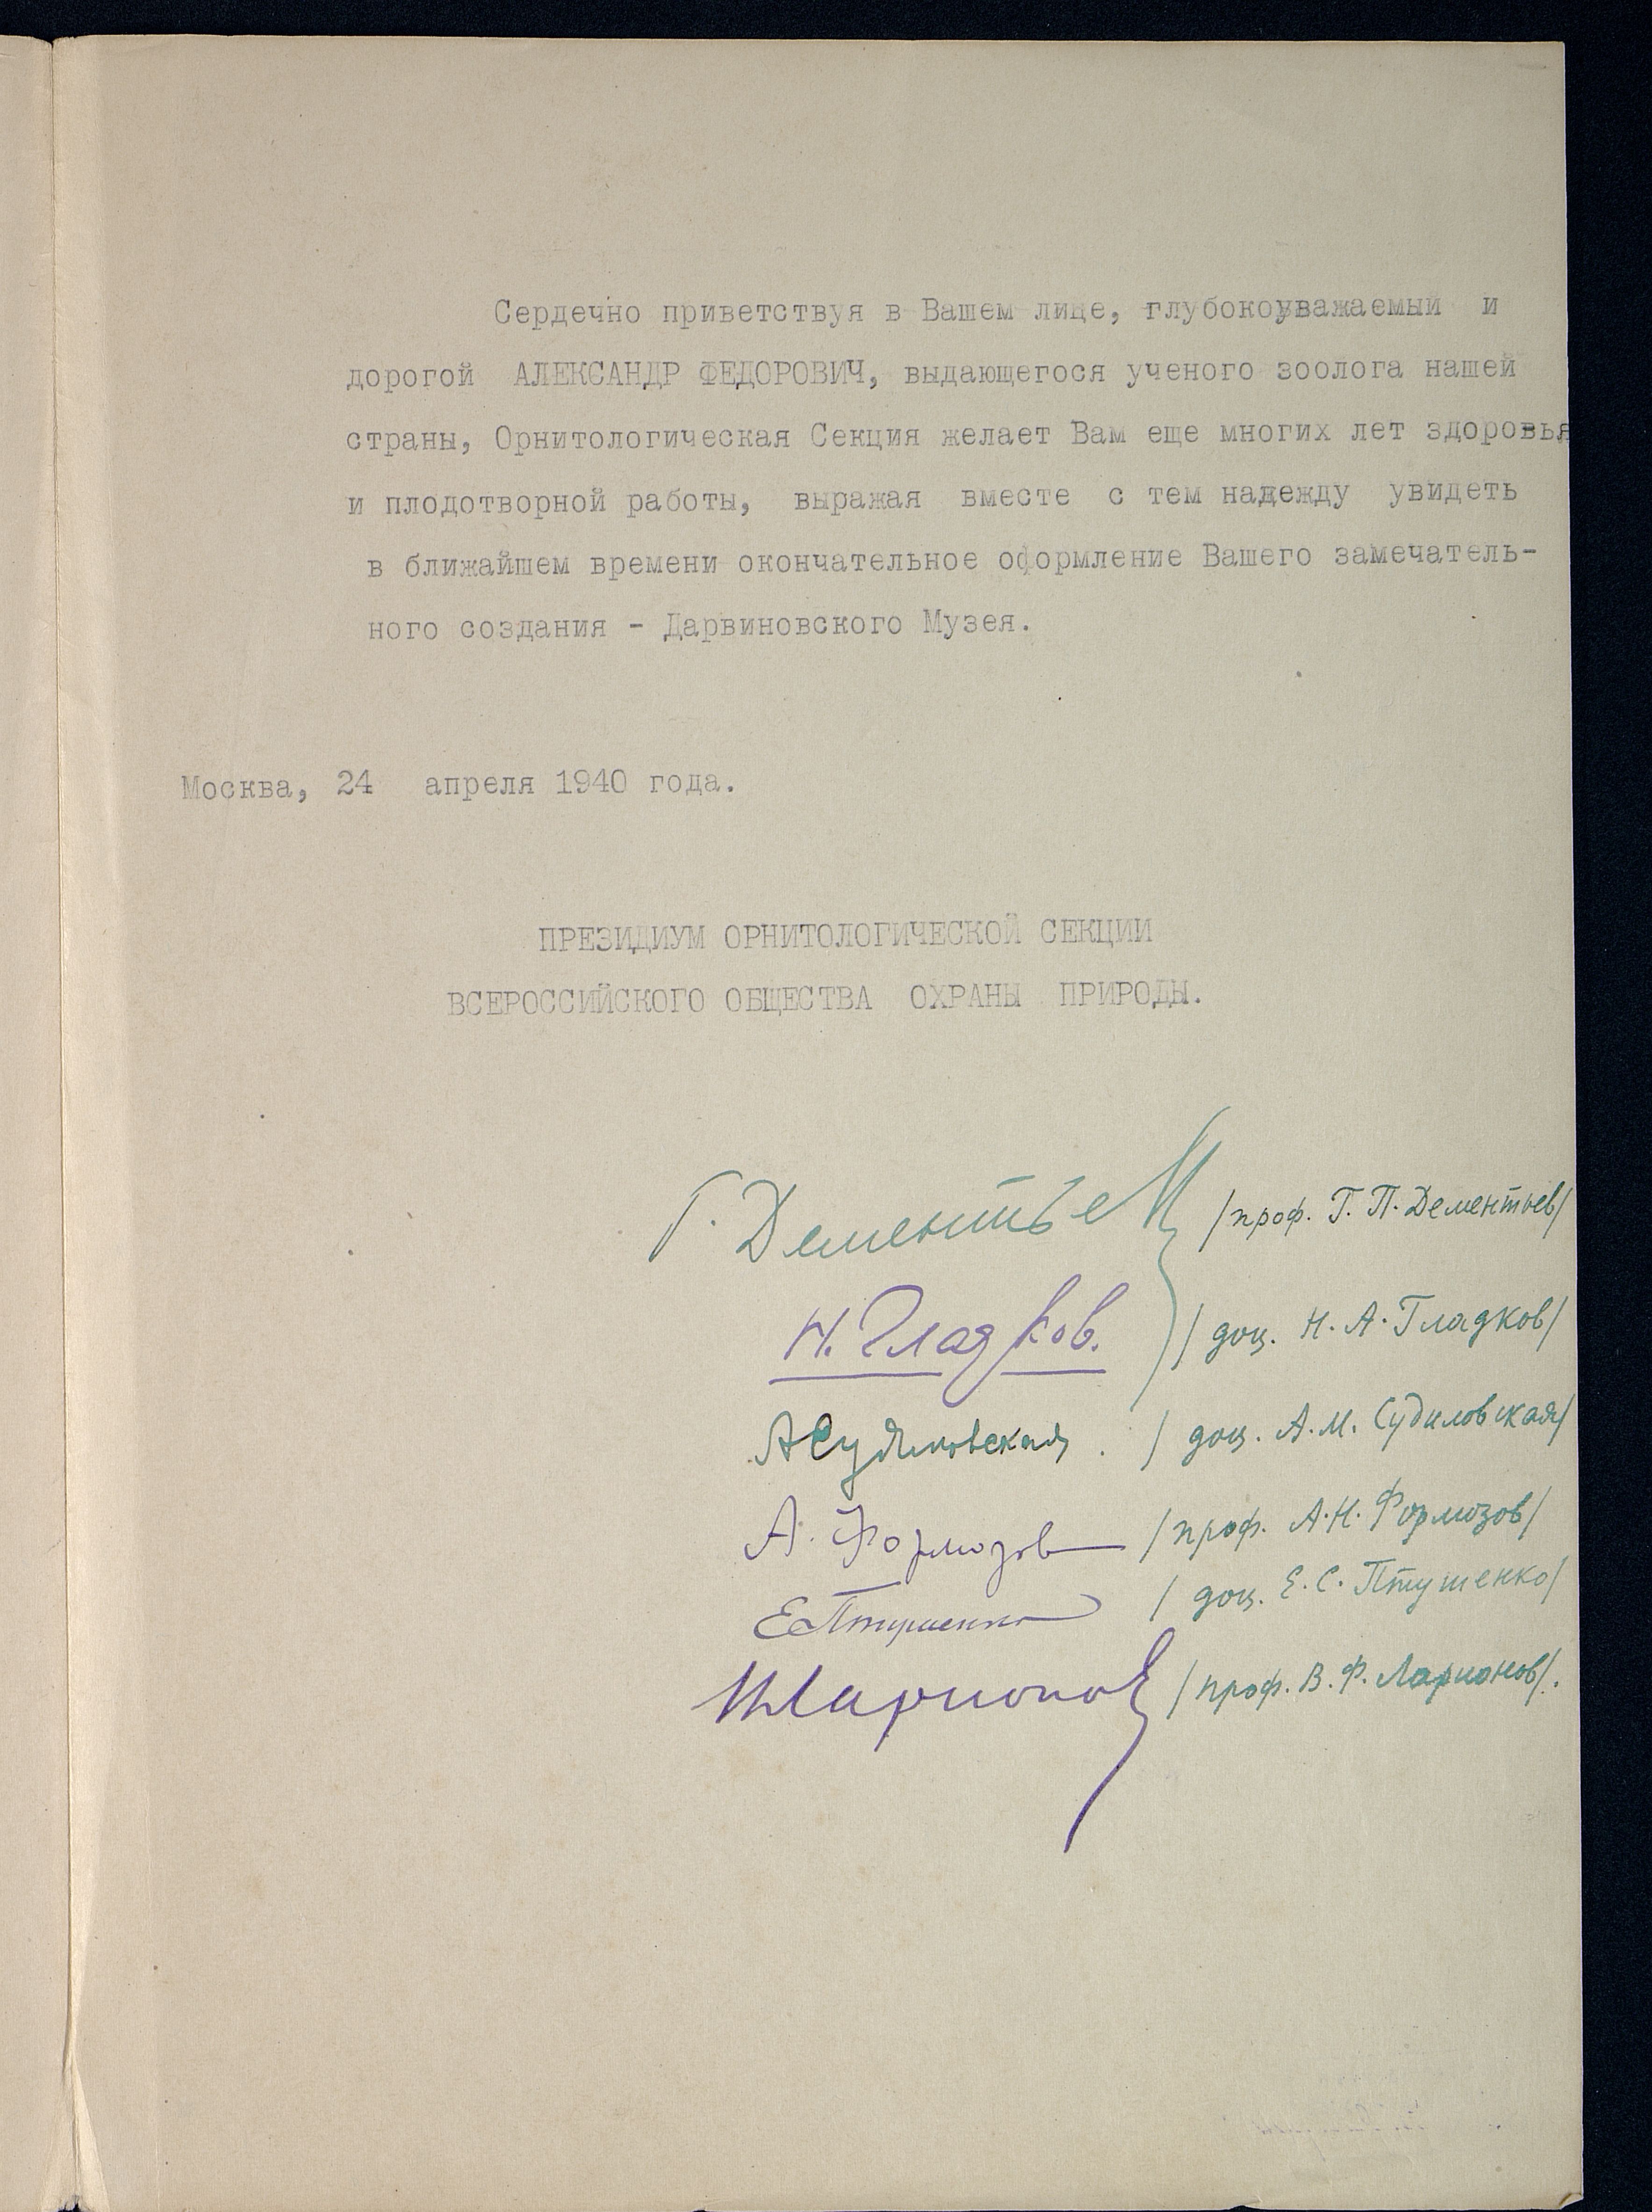 Сердечно приветствуя в Вашем лице, глубокоуважаемый и
дорогой АЛЕКСАНДР ФЕДОРОВИЧ, выдающегося ученого зоолога нашей
страны, Орнитологическая Секция желает Вам еще многих лет здоровья
и плодотворной работы, выражая вместе с тем надежду увидеть
в ближайшем времени окончательное оформление Вашего замечатель-
ного создания - Дарвиновского Музея.
Москва, 24 апреля 1940 года.
ПРЕЗИДИУМ ОРНИТОЛОГИЧЕСКОЙ СЕКЦИИ
ВСЕРОССИЙСКОГО ОБЩЕСТВА ОХРАНЫ ПРИРОДЫ.
Г. Дементьев /проф. Г. П. Дементьев/
Н. Гладков. / доц. Н. А. Гладков/
АСудиловская. / доц. А. М. Судиловская/
А. Формозов /проф. А. Н. Формозов/
ЕПтушенко / доц. Е. С. Птушенко/
Ларионов /проф. В. Ф. Ларионов/.